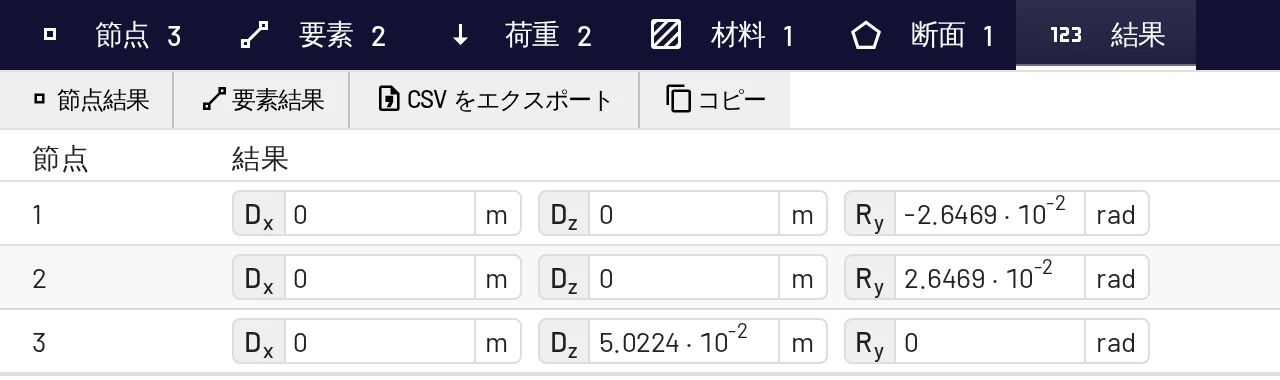 節点 3 要素 2 荷重 2 材料 1 断面 1 123 結果
節点結果 要素結果 CSV をエクスポート コピー
節点 結果
1 Dx 0 m Dz 0 m Ry -2.6469 · 10^-2 rad
2 Dx 0 m Dz 0 m Ry 2.6469 · 10^-2 rad
3 Dx 0 m Dz 5.0224 · 10^-2 m Ry 0 rad